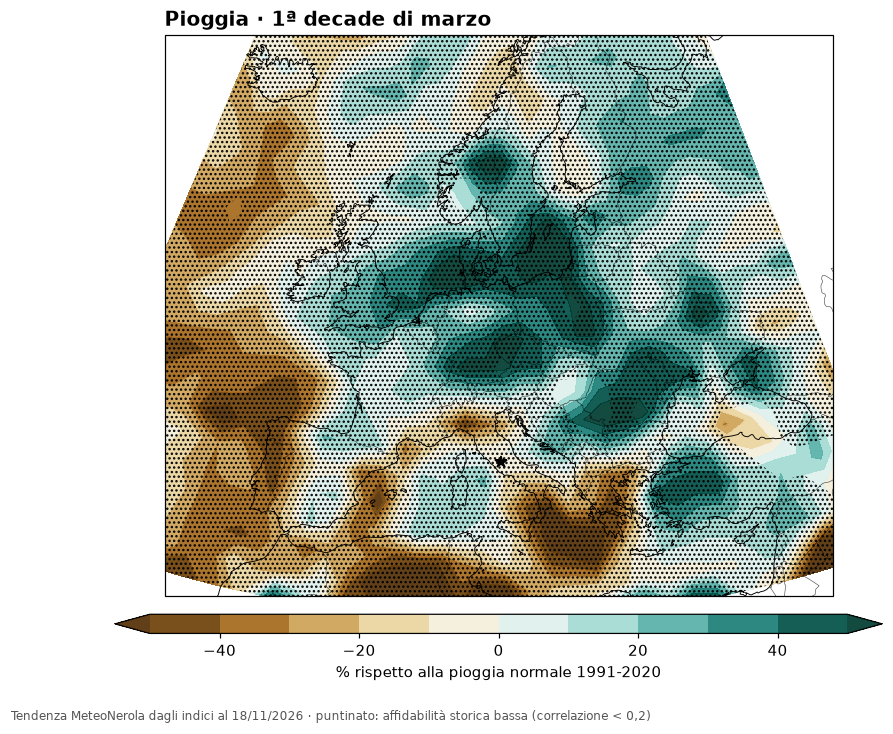 Pioggia · 1ª decade di marzo
−40 −20 0 20 40
% rispetto alla pioggia normale 1991-2020
Tendenza MeteoNerola dagli indici al 18/11/2026 · puntinato: affidabilità storica bassa (correlazione < 0,2)